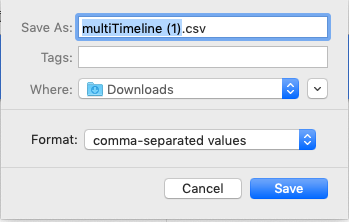 Save As: multiTimeline (1).csv
Tags:
Where: Downloads
Format: comma-separated values
Cancel Save